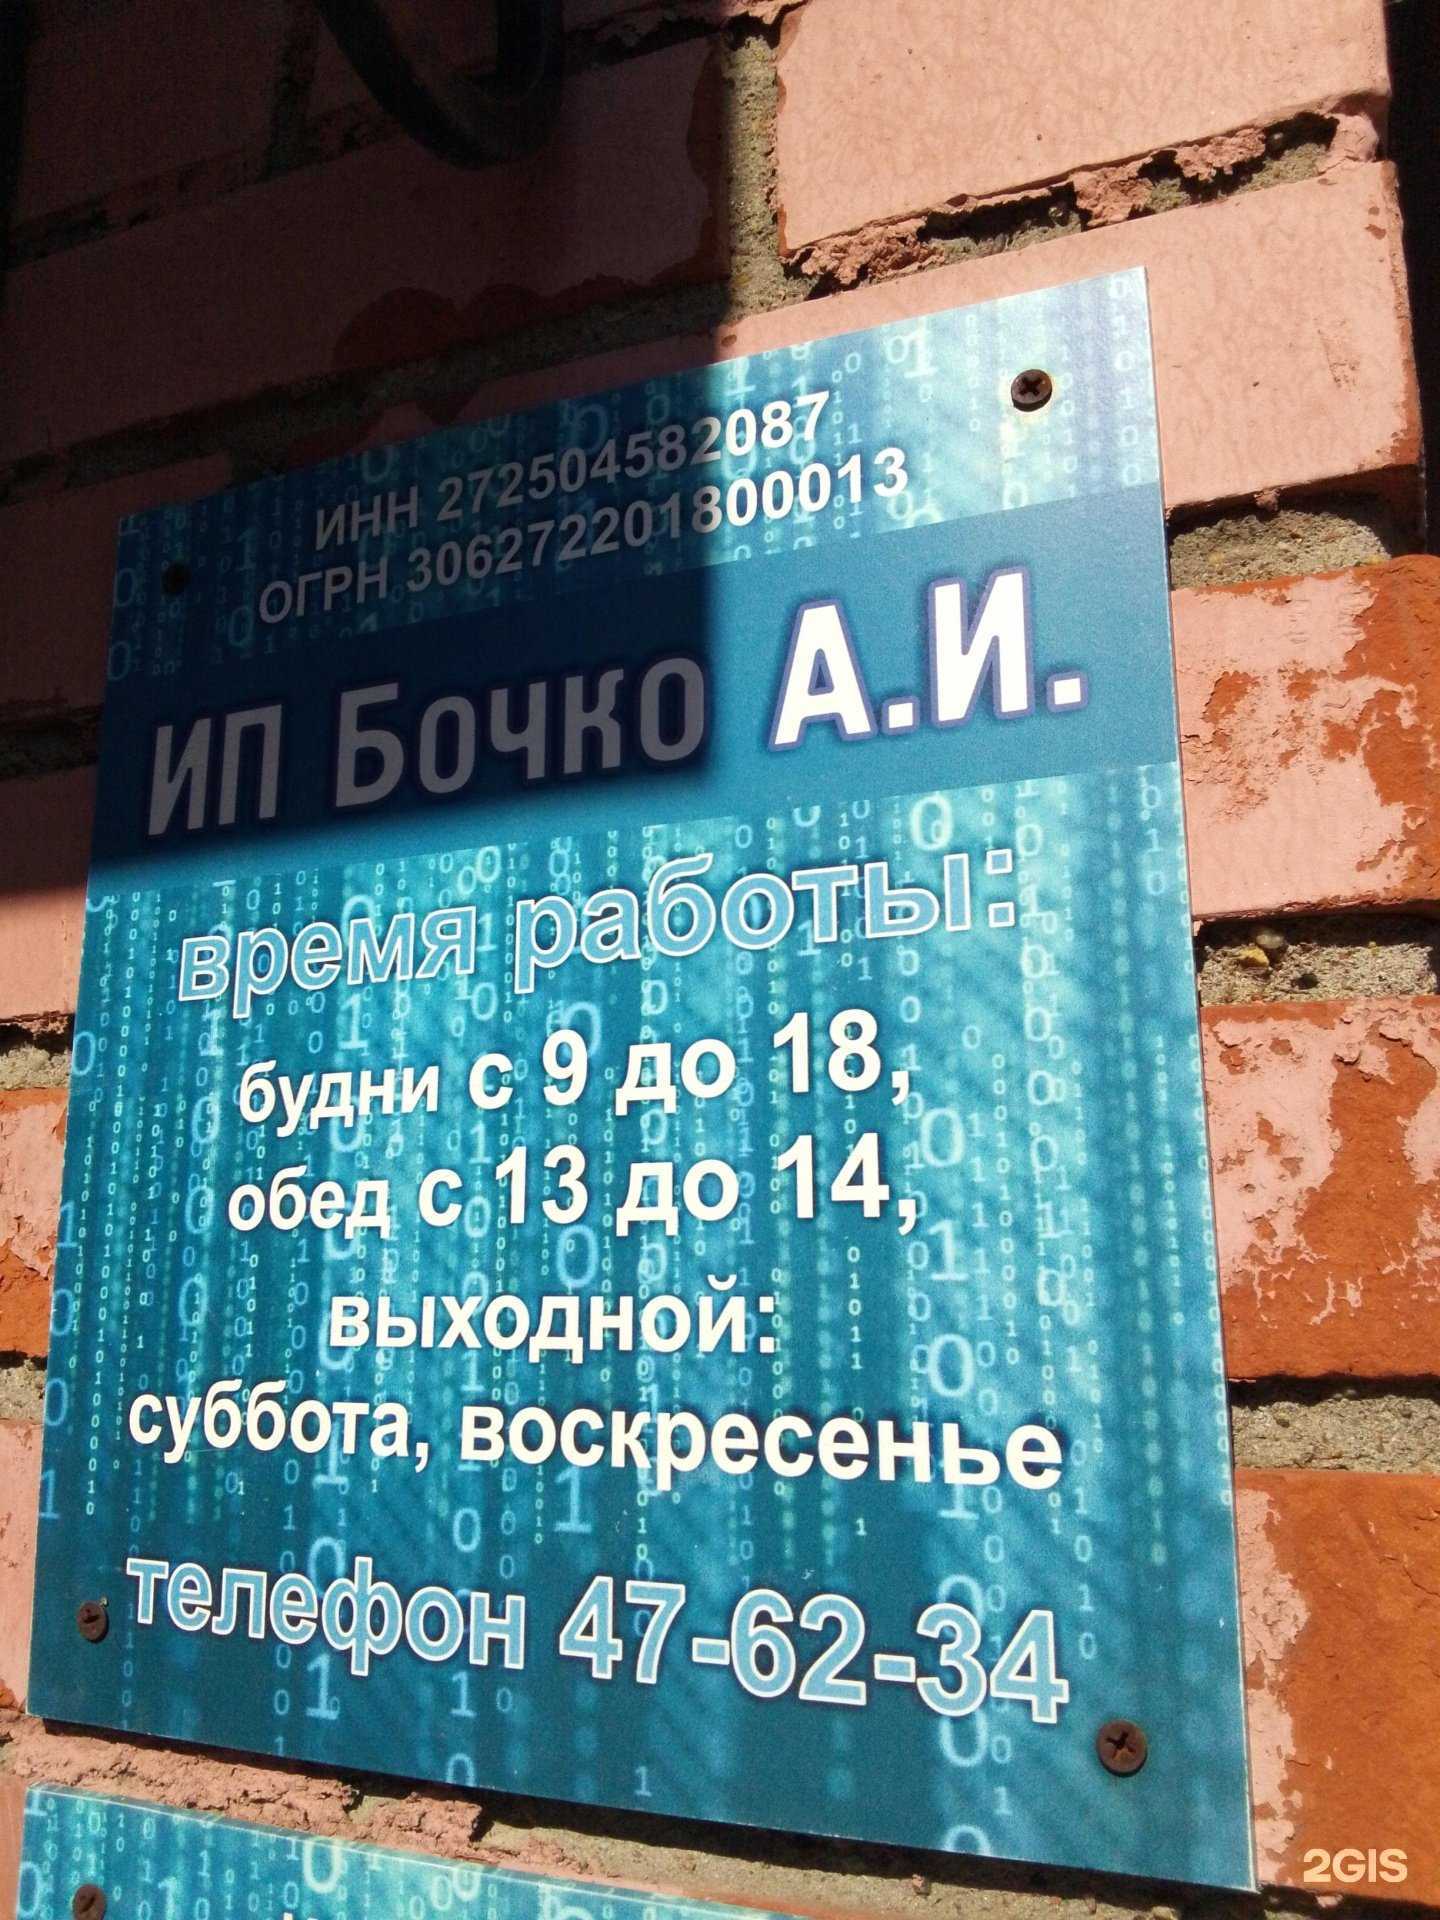 ИНН 272504582087
ОГРН 306272201800013
ИП Бочко А.И.
время работы:
будни с 9 до 18,
обед с 13 до 14,
выходной:
суббота, воскресенье
телефон 47-62-34
2GIS